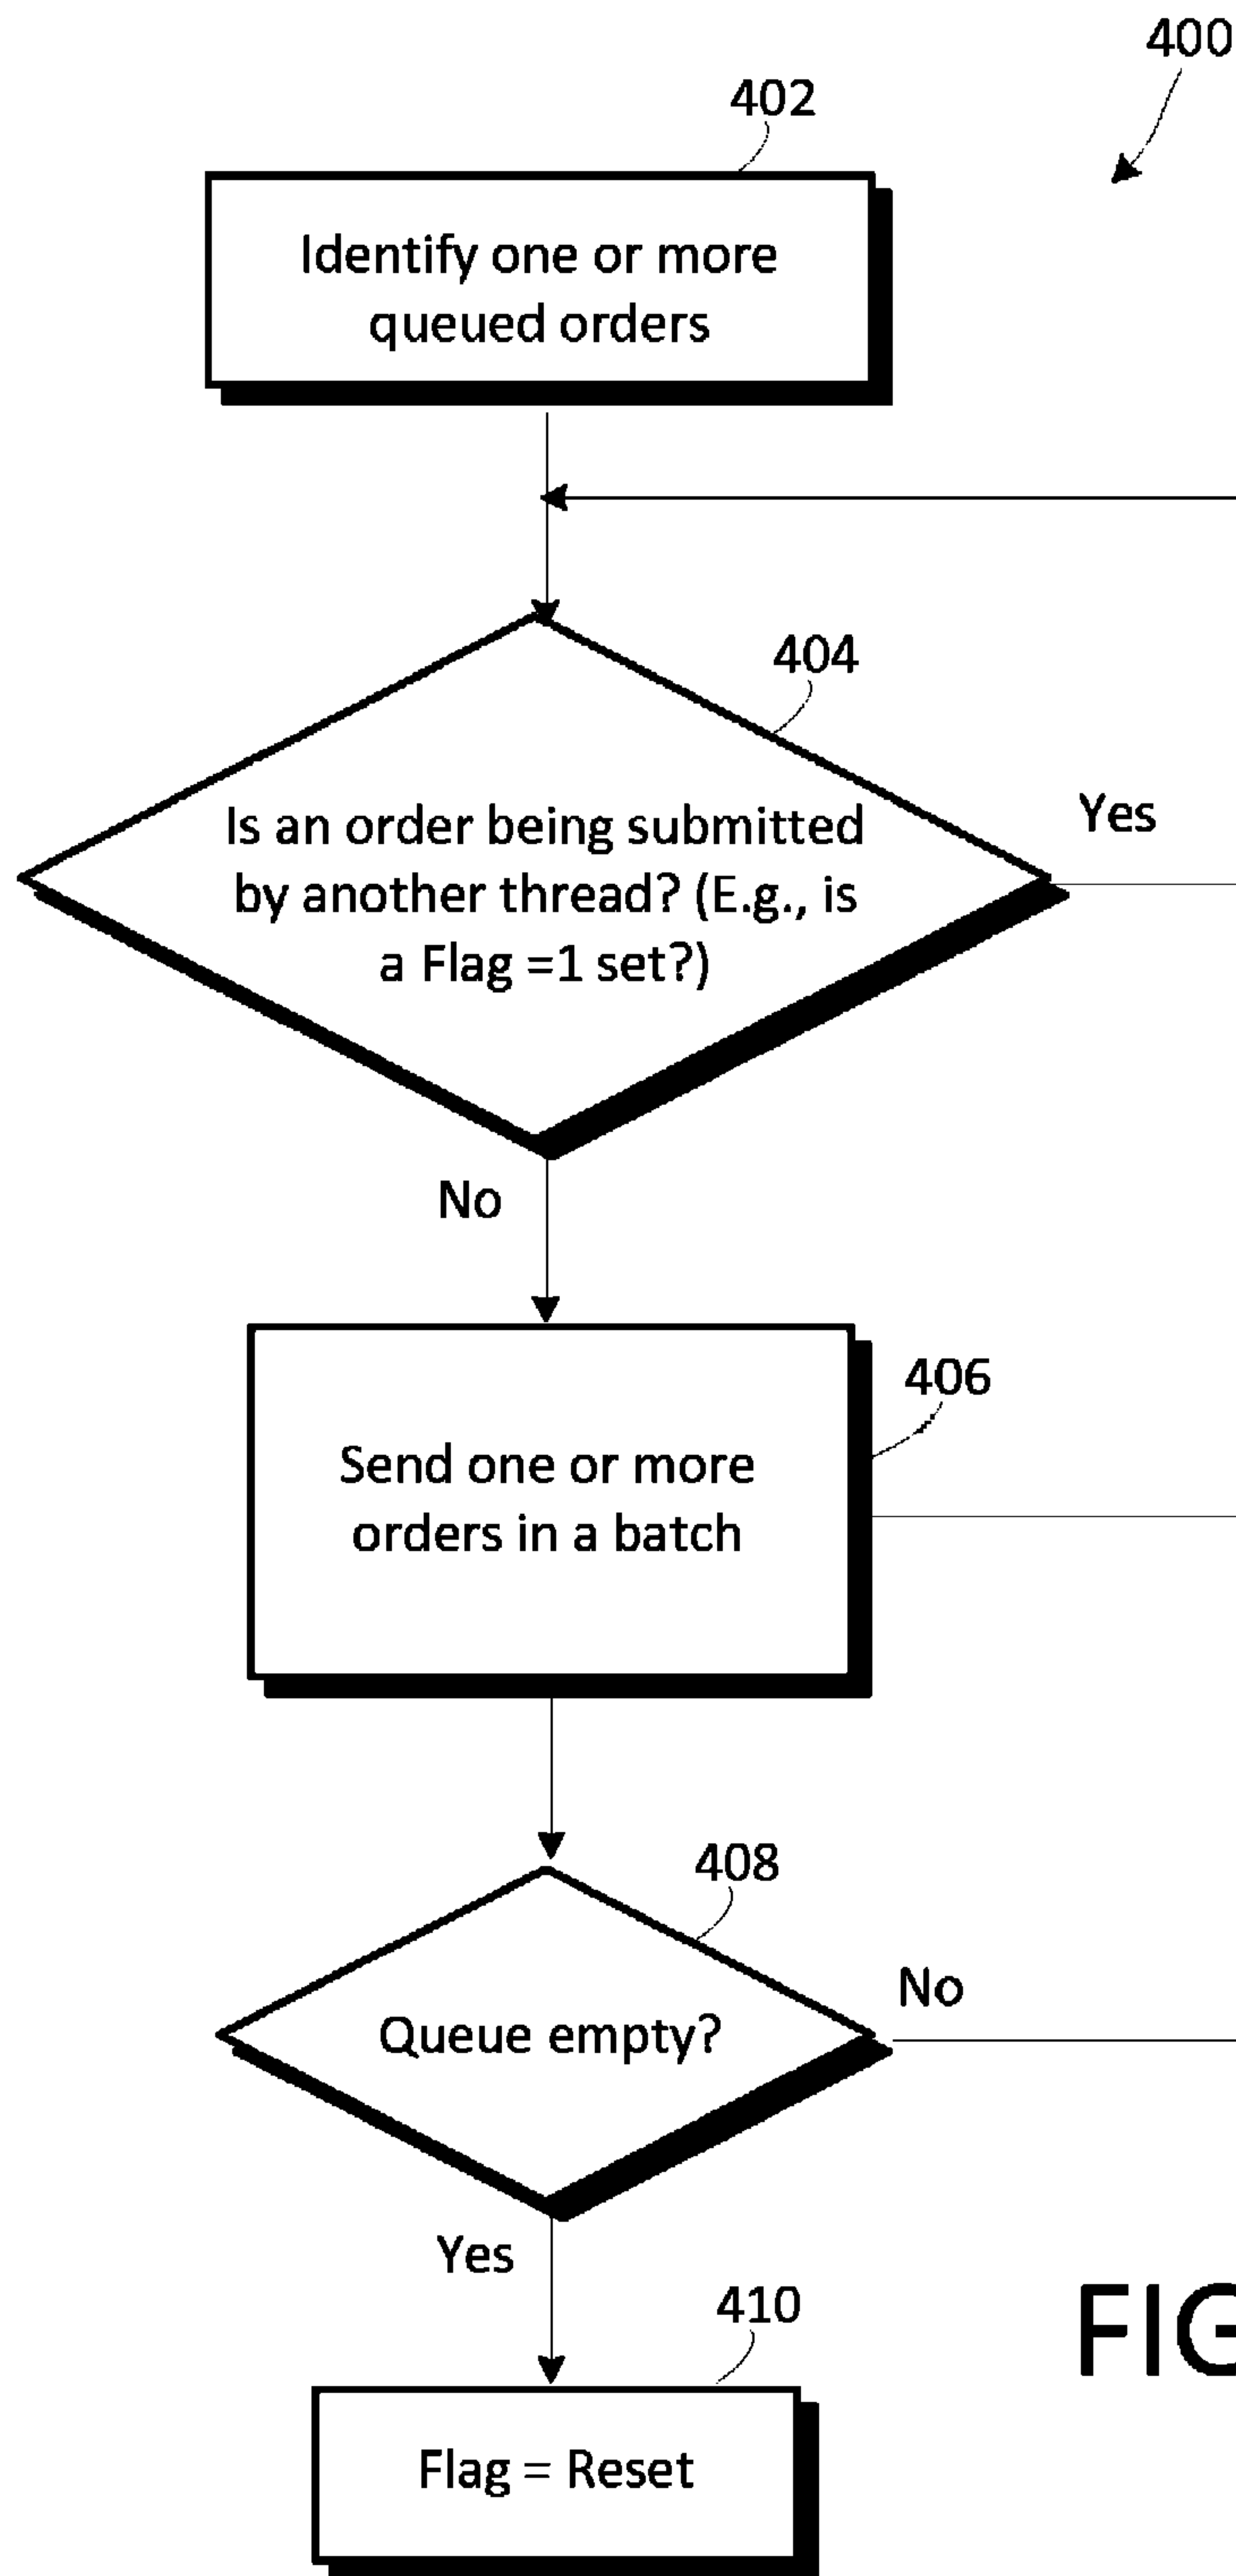 400
402
Identify one or more
queued orders
404
Is an order being submitted
by another thread? (E.g., is
a Flag =1 set?)
Yes
No
406
Send one or more
orders in a batch
408
Queue empty?
No
Yes
410
FIG
Flag = Reset